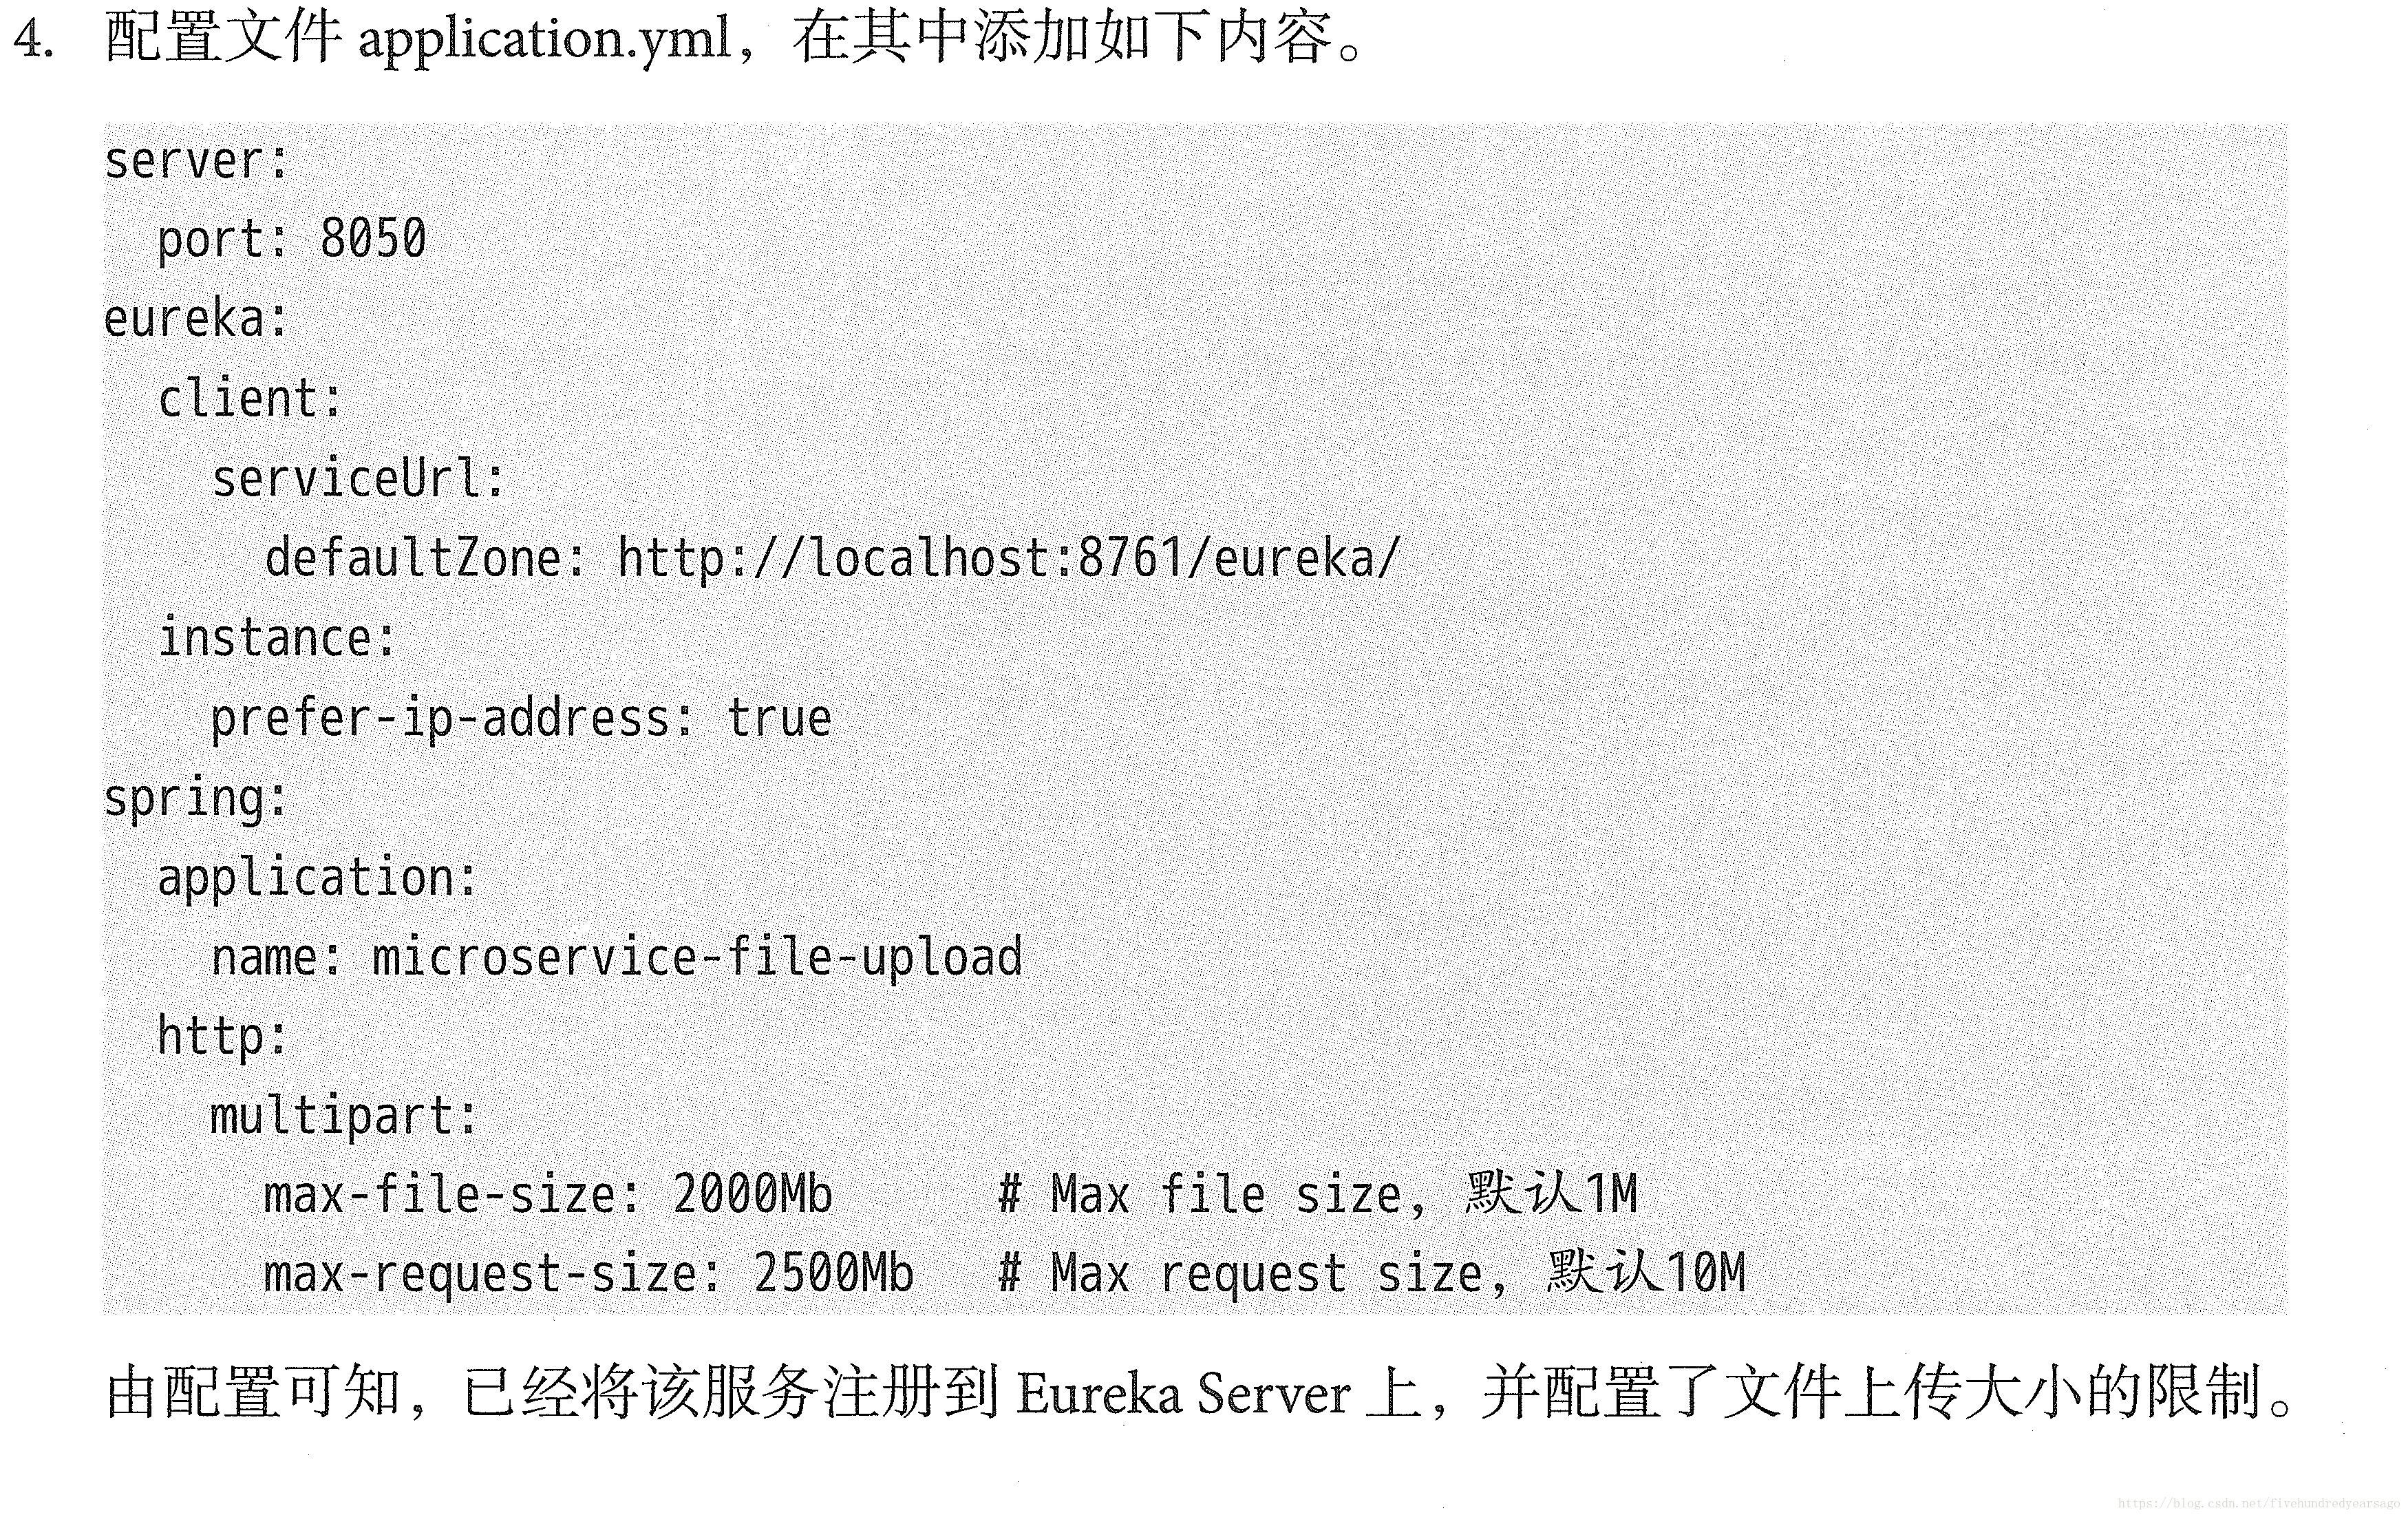 4. 配置文件 application.yml，在其中添加如下内容。
server:
  port: 8050
eureka:
  client:
    serviceUrl:
      defaultZone: http://localhost:8761/eureka/
  instance:
    prefer-ip-address: true
spring:
  application:
    name: microservice-file-upload
  http:
    multipart:
      max-file-size: 2000Mb      # Max file size, 默认1M
      max-request-size: 2500Mb   # Max request size, 默认10M
由配置可知，已经将该服务注册到 Eureka Server 上，并配置了文件上传大小的限制。
https://blog.csdn.net/fivehundredyearsago